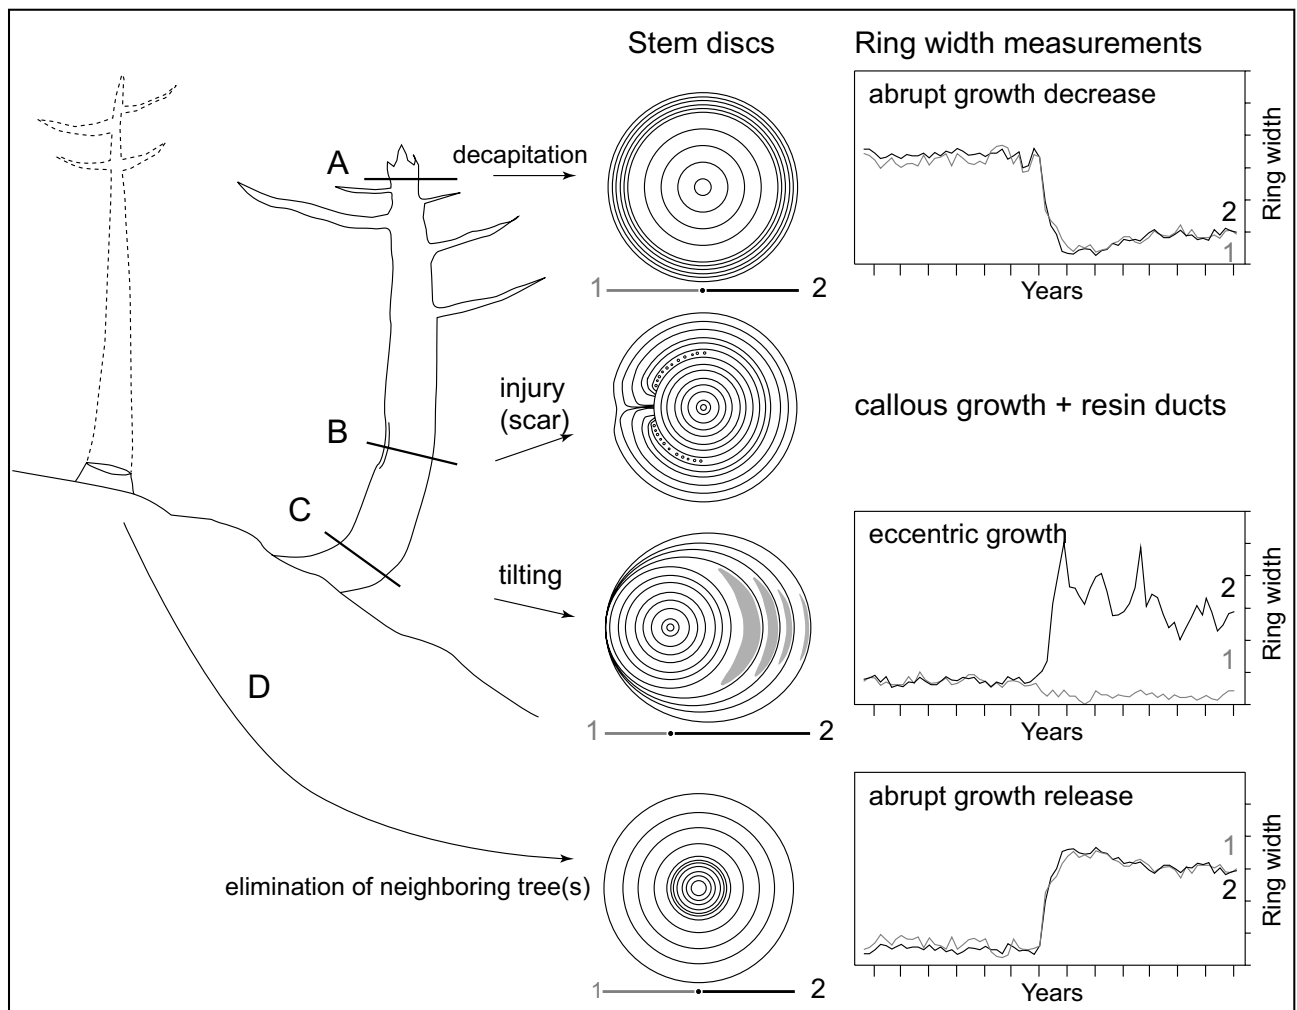 Stem discs
Ring width measurements
A
decapitation
1
2
abrupt growth decrease
2
1
Ring width
Years
B
injury
(scar)
callous growth + resin ducts
C
tilting
1
2
eccentric growth
2
1
Ring width
Years
D
elimination of neighboring tree(s)
1
2
abrupt growth release
1
2
Ring width
Years